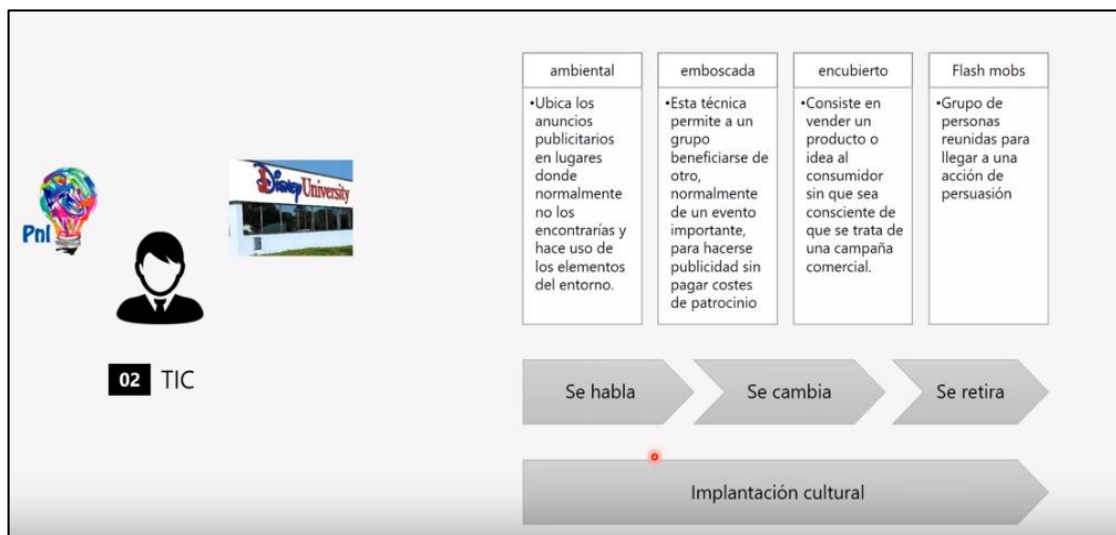 Pnl
Disney University
02 TIC
ambiental
•Ubica los
anuncios
publicitarios
en lugares
donde
normalmente
no los
encontrarías y
hace uso de
los elementos
del entorno.
emboscada
•Esta técnica
permite a un
grupo
beneficiarse de
otro,
normalmente
de un evento
importante,
para hacerse
publicidad sin
pagar costes
de patrocinio
encubierto
•Consiste en
vender un
producto o
idea al
consumidor
sin que sea
consciente de
que se trata de
una campaña
comercial.
Flash mobs
•Grupo de
personas
reunidas para
llegar a una
acción de
persuasión
Se habla
Se cambia
Se retira
Implantación cultural